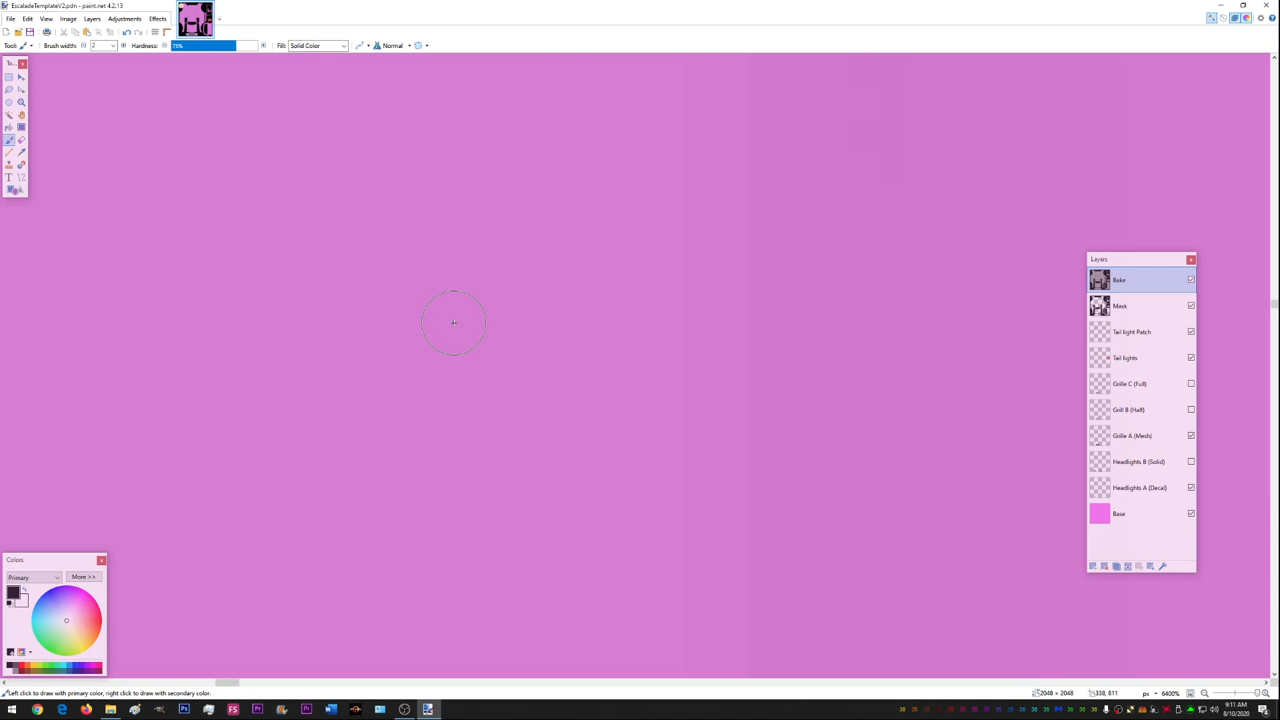 EscaladeTemplateV2.pdn - paint.net 4.2.13
File Edit View Image Layers Adjustments Effects
Tool: Brush width: 2 Hardness: 75% Fill: Solid Color Normal
To...
Layers
Bake
Mask
Tail light Patch
Tail lights
Grille C (Full)
Grill B (Half)
Grille A (Mesh)
Headlights B (Solid)
Headlights A (Decal)
Base
Colors
Primary More >>
Left click to draw with primary color, right click to draw with secondary color. 2048 × 2048 338, 811 px 6400%
9:11 AM
8/10/2020